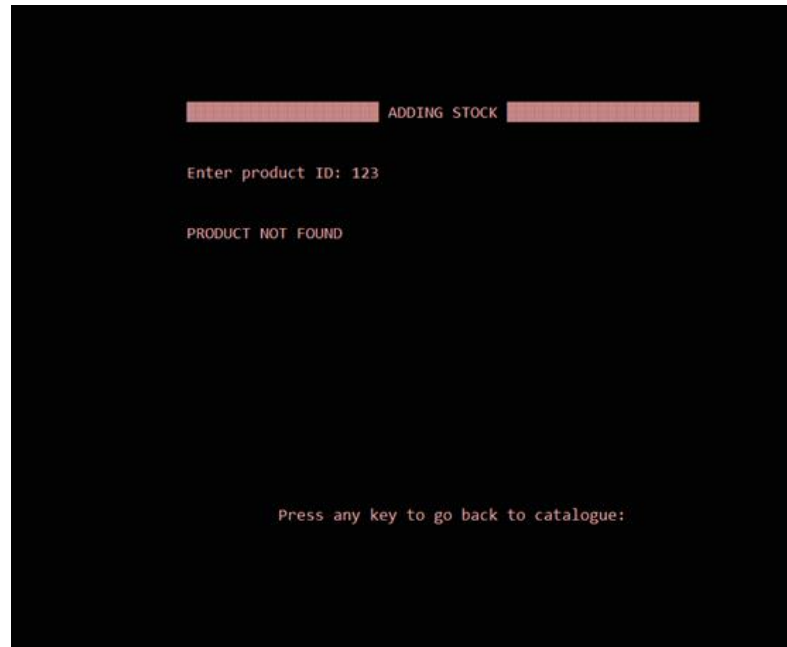 ADDING STOCK
Enter product ID: 123
PRODUCT NOT FOUND
Press any key to go back to catalogue: